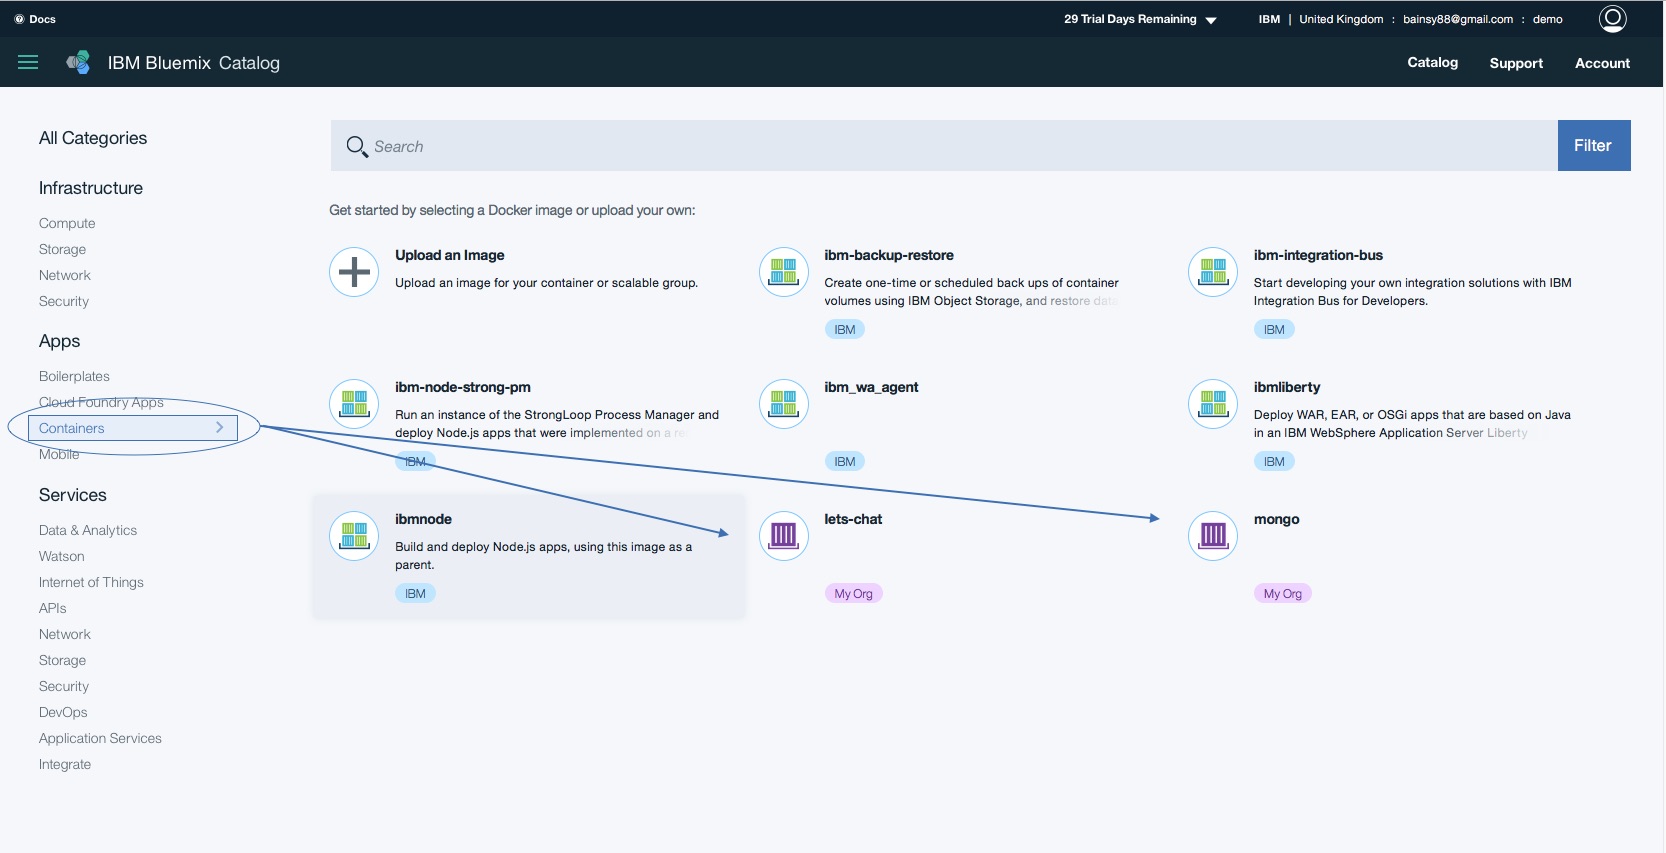 Docs
29 Trial Days Remaining
IBM | United Kingdom : bainsy88@gmail.com : demo
IBM Bluemix Catalog
Catalog
Support
Account
All Categories
Infrastructure
Compute
Storage
Network
Security
Apps
Boilerplates
Cloud Foundry Apps
Containers
Mobile
Services
Data & Analytics
Watson
Internet of Things
APIs
Network
Storage
Security
DevOps
Application Services
Integrate
Search
Filter
Get started by selecting a Docker image or upload your own:
Upload an Image
Upload an image for your container or scalable group.
ibm-backup-restore
Create one-time or scheduled back ups of container
volumes using IBM Object Storage, and restore data
IBM
ibm-integration-bus
Start developing your own integration solutions with IBM
Integration Bus for Developers.
IBM
ibm-node-strong-pm
Run an instance of the StrongLoop Process Manager and
deploy Node.js apps that were implemented on a
IBM
ibm_wa_agent
IBM
ibmliberty
Deploy WAR, EAR, or OSGi apps that are based on Java
in an IBM WebSphere Application Server Liberty
IBM
ibmnode
Build and deploy Node.js apps, using this image as a
parent.
IBM
lets-chat
My Org
mongo
My Org